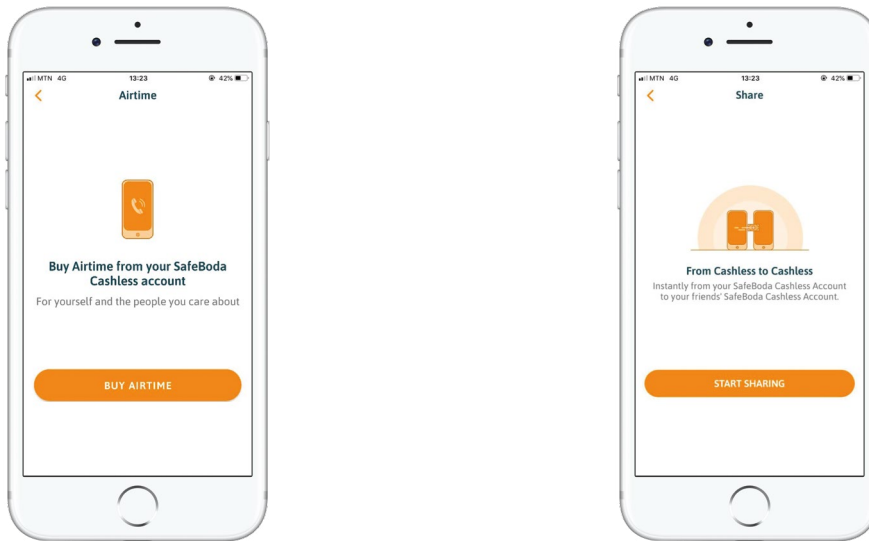 MTN 4G 13:23 42%
Airtime
Buy Airtime from your SafeBoda
Cashless account
For yourself and the people you care about
BUY AIRTIME
MTN 4G 13:23 42%
Share
From Cashless to Cashless
Instantly from your SafeBoda Cashless Account
to your friends' SafeBoda Cashless Account.
START SHARING